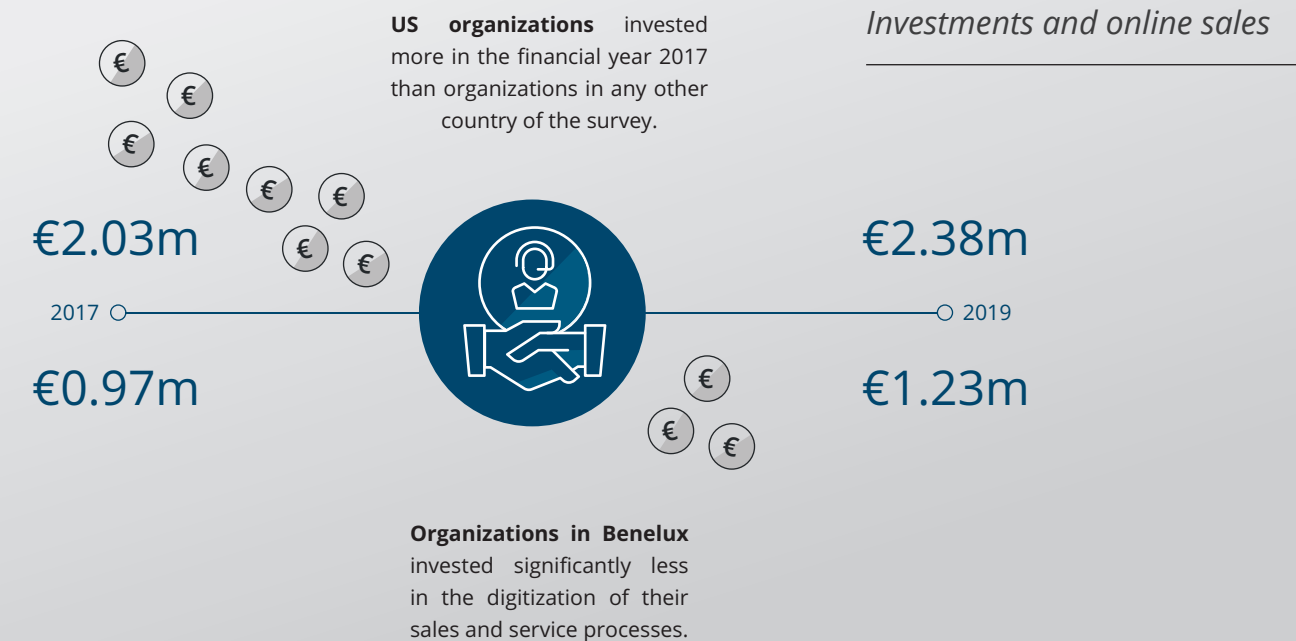 Investments and online sales
US organizations invested
more in the financial year 2017
than organizations in any other
country of the survey.
€
€
€
€
€
€
€
€
€2.03m
€2.38m
2017
2019
€0.97m
€1.23m
€
€
€
Organizations in Benelux
invested significantly less
in the digitization of their
sales and service processes.